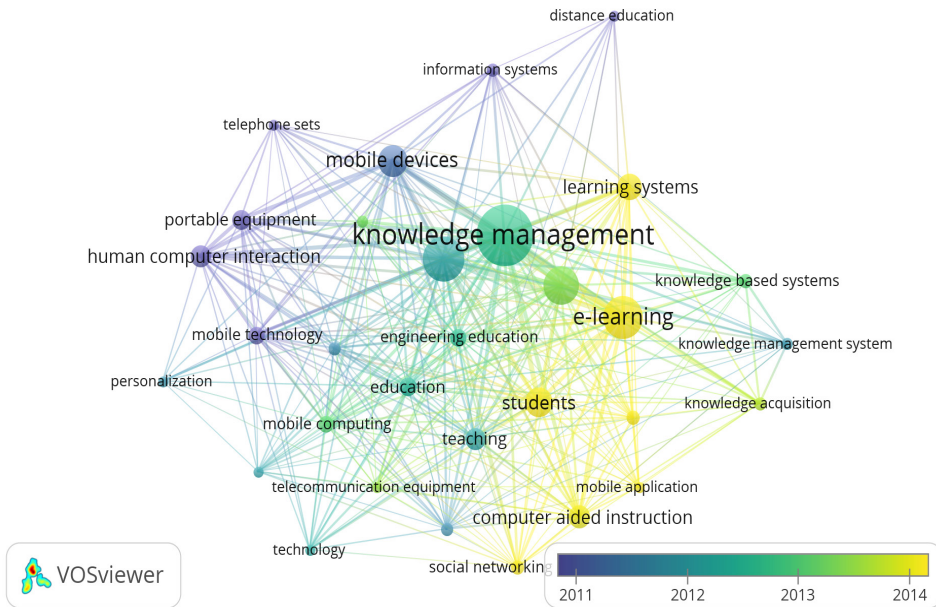 distance education
information systems
telephone sets
mobile devices
learning systems
portable equipment
knowledge management
human computer interaction
knowledge based systems
e-learning
mobile technology
engineering education
knowledge management system
personalization
education
students
knowledge acquisition
mobile computing
teaching
telecommunication equipment
mobile application
computer aided instruction
technology
social networking
VOSviewer
2011
2012
2013
2014